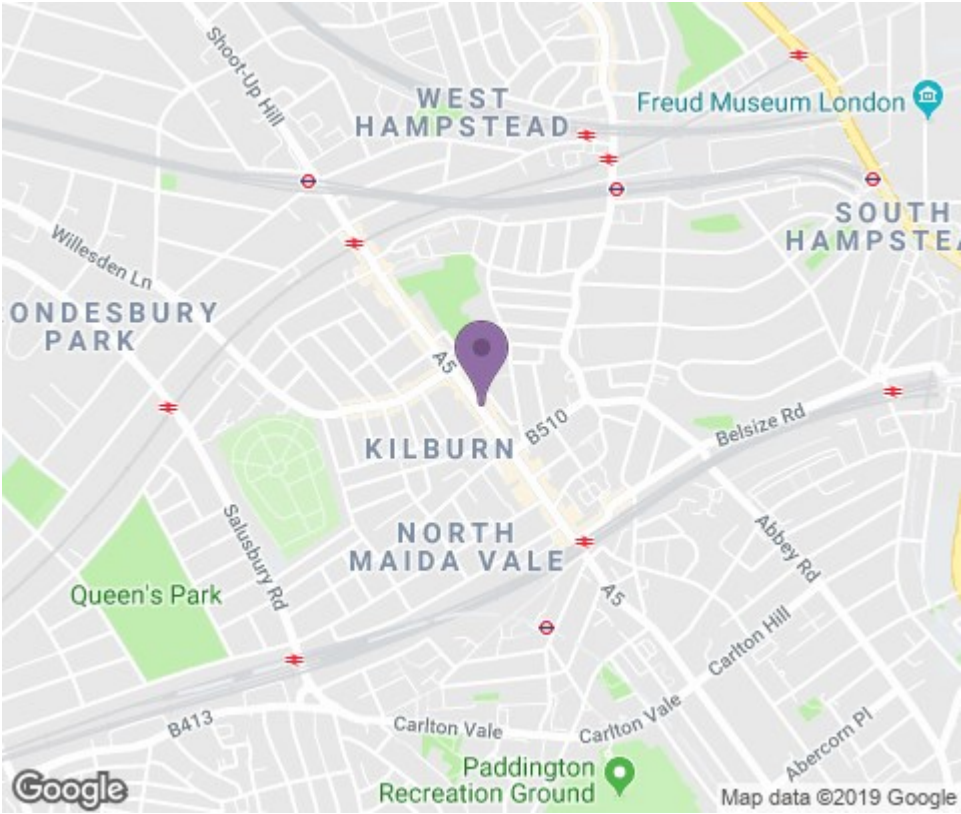 Shoot-Up Hill
WEST
HAMPSTEAD
Freud Museum London
SOUTH
HAMPSTEA
Willesden Ln
ONDESBURY
PARK
A5
KILBURN
B510
Belsize Rd
NORTH
MAIDA VALE
Salusbury Rd
Abbey Rd
Queen's Park
A5
Carlton Hill
B413
Carlton Vale
Carlton Vale
Abercorn Pl
Paddington
Recreation Ground
Google
Map data ©2019 Google